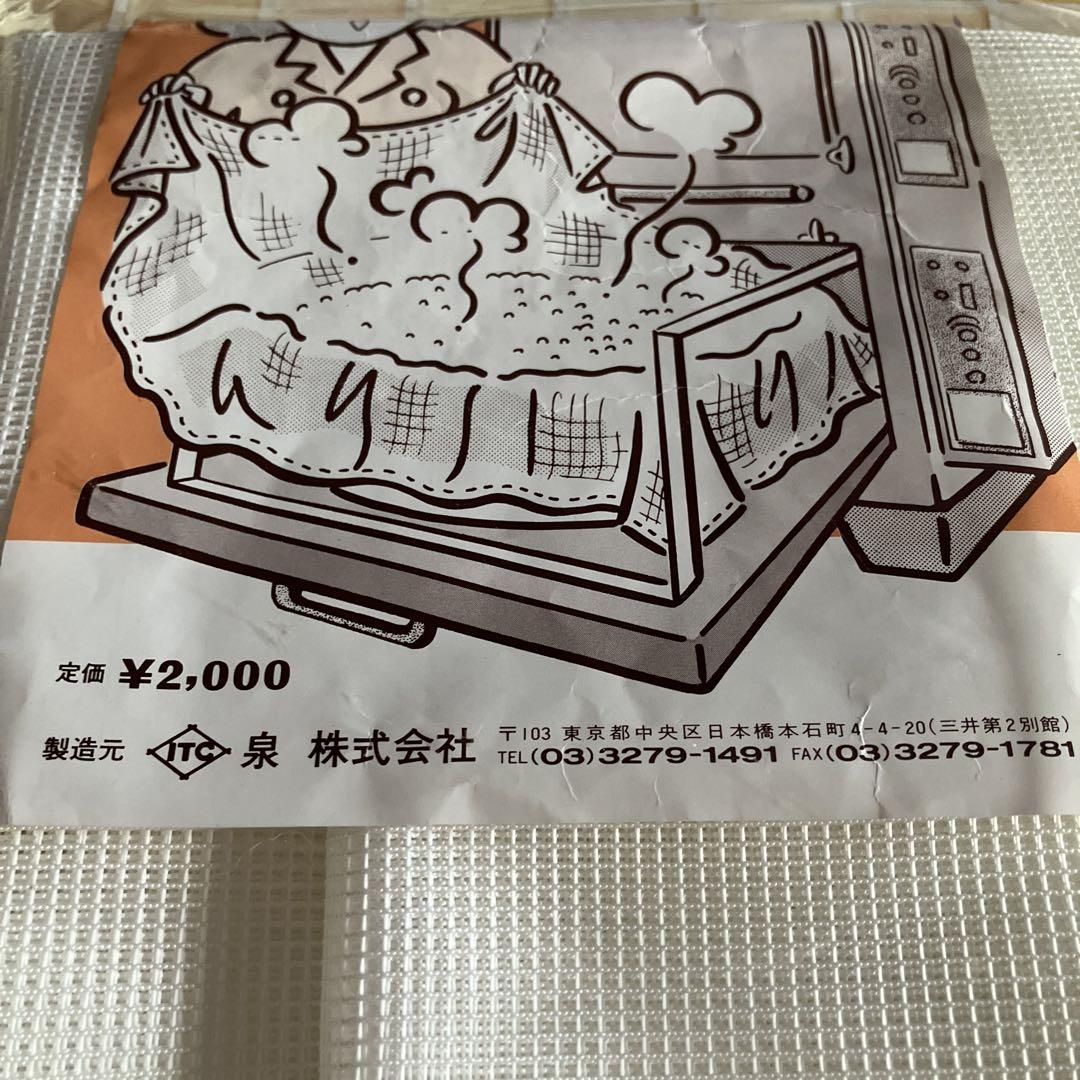 定価 ¥2,000
製造元 ITC 泉 株式会社
〒103 東京都中央区日本橋本石町4-4-20(三井第2別館)
TEL(03)3279-1491 FAX(03)3279-1781